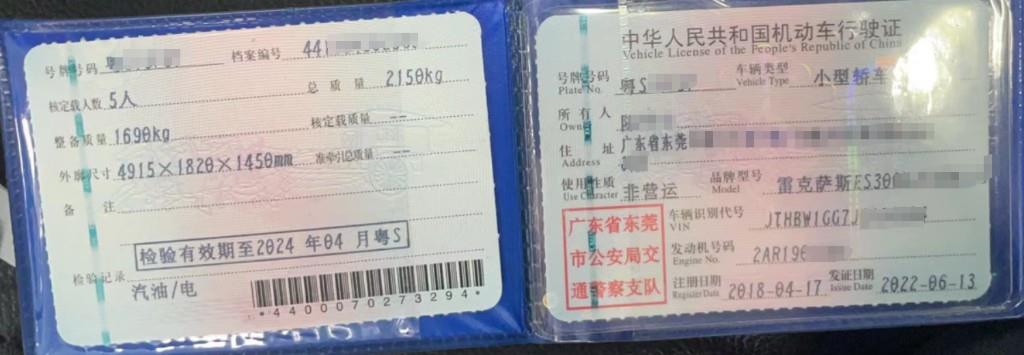 号牌号码 粤 档案编号 441
核定载人数 5人 总质量 2150kg
整备质量 1690kg 核定载质量 --
外廓尺寸 4915×1820×1450mm 准牵引总质量 --
备注
检验有效期至2024年04月粤S
检验记录
汽油/电
*4400070273294*
中华人民共和国机动车行驶证
Vehicle License of the People's Republic of China
号牌号码 粤S 车辆类型 小型轿车
Plate No. Vehicle Type
所有人
Owner
住址 广东省东莞
Address
使用性质 非营运 品牌型号 雷克萨斯ES300
Use Character Model
广东省东莞
市公安局交
通警察支队
车辆识别代号 JTHBW1GG7J
VIN
发动机号码 2AR196
Engine No.
注册日期 2018-04-17 发证日期 2022-06-13
Register Date Issue Date